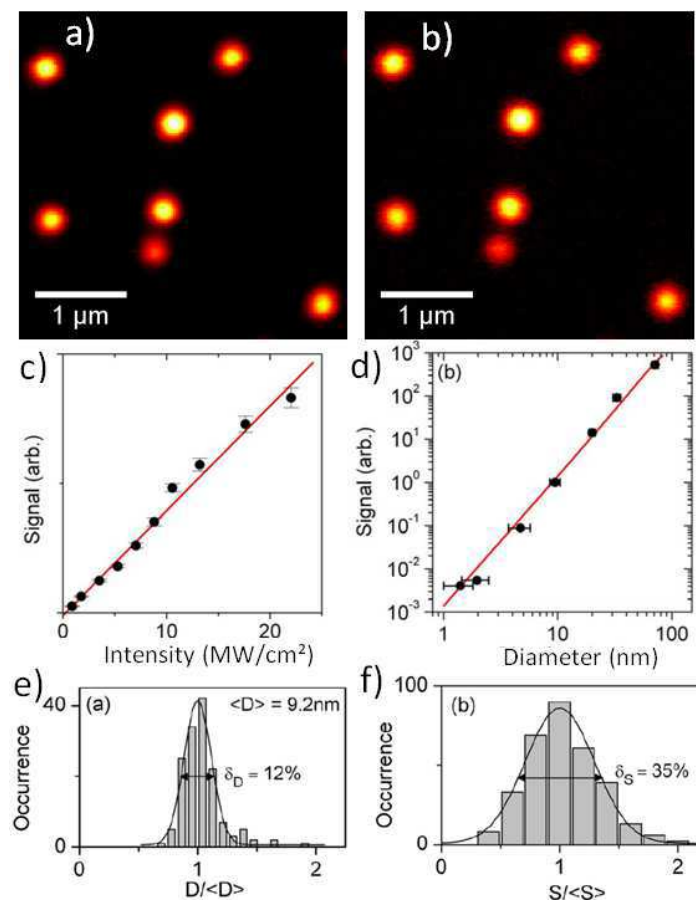 a)
b)
1 µm
1 µm
c)
Signal (arb.)
0
10
20
Intensity (MW/cm²)
d)
(b)
Signal (arb.)
10³
10²
10¹
10⁰
10⁻¹
10⁻²
10⁻³
1
10
100
Diameter (nm)
e)
(a)
<D> = 9.2nm
δD = 12%
Occurrence
40
0
0
1
2
D/<D>
f)
(b)
δS = 35%
Occurrence
100
0
0
1
2
S/<S>